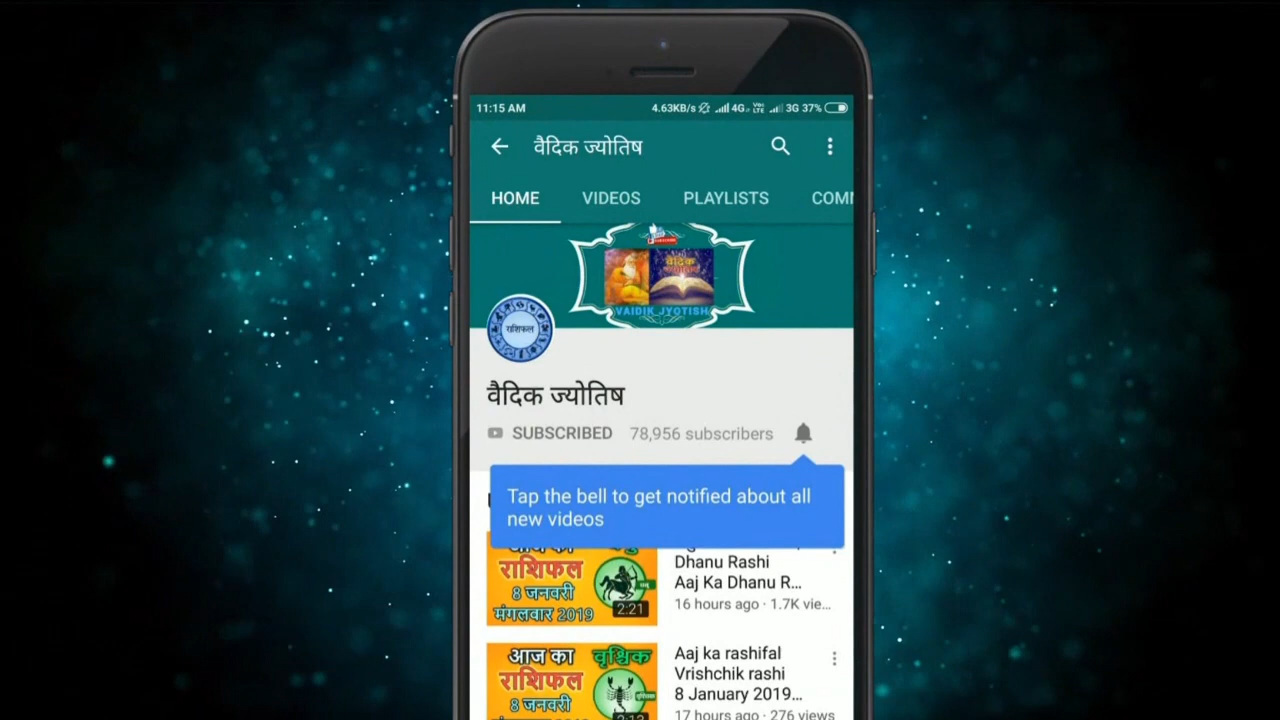 11:15 AM
4.63KB/s 4G VoLTE 3G 37%
वैदिक ज्योतिष
HOME VIDEOS PLAYLISTS COMM
वैदिक
VAIDIK JYOTISH
राशिफल
वैदिक ज्योतिष
SUBSCRIBED 78,956 subscribers
Tap the bell to get notified about all
new videos
राशिफल
8 जनवरी
मंगलवार 2019
2:21
Dhanu Rashi
Aaj Ka Dhanu R...
16 hours ago · 1.7K vie...
आज का वृश्चिक
राशिफल
8 जनवरी
Aaj ka rashifal
Vrishchik rashi
8 January 2019...
17 hours ago · 276 views